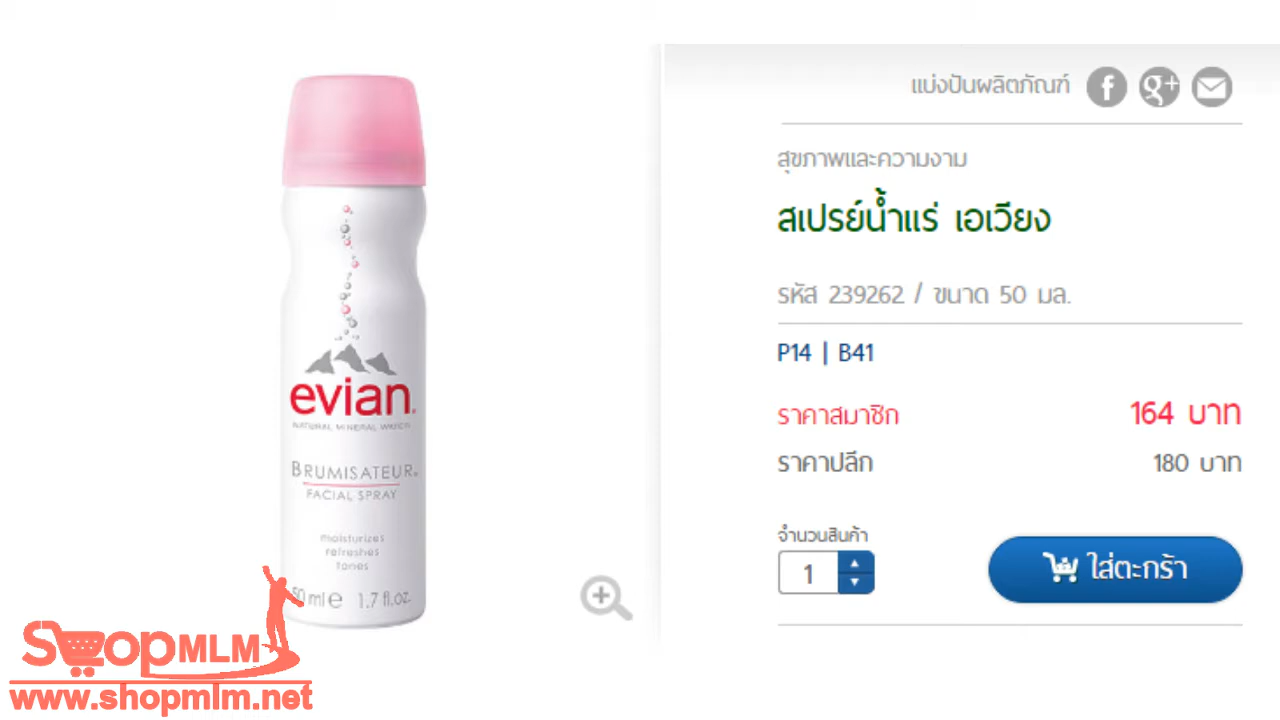 evian.
NATURAL MINERAL WATER
BRUMISATEUR
FACIAL SPRAY
moisturizes
refreshes
tones
50 ml e 1.7 fl.oz.
SHOPMLM
www.shopmlm.net
แบ่งปันผลิตภัณฑ์ f g+
สุขภาพและความงาม
สเปรย์น้ำแร่ เอเวียง
รหัส 239262 / ขนาด 50 มล.
P14 | B41
ราคาสมาชิก 164 บาท
ราคาปลีก 180 บาท
จำนวนสินค้า
1
ใส่ตะกร้า